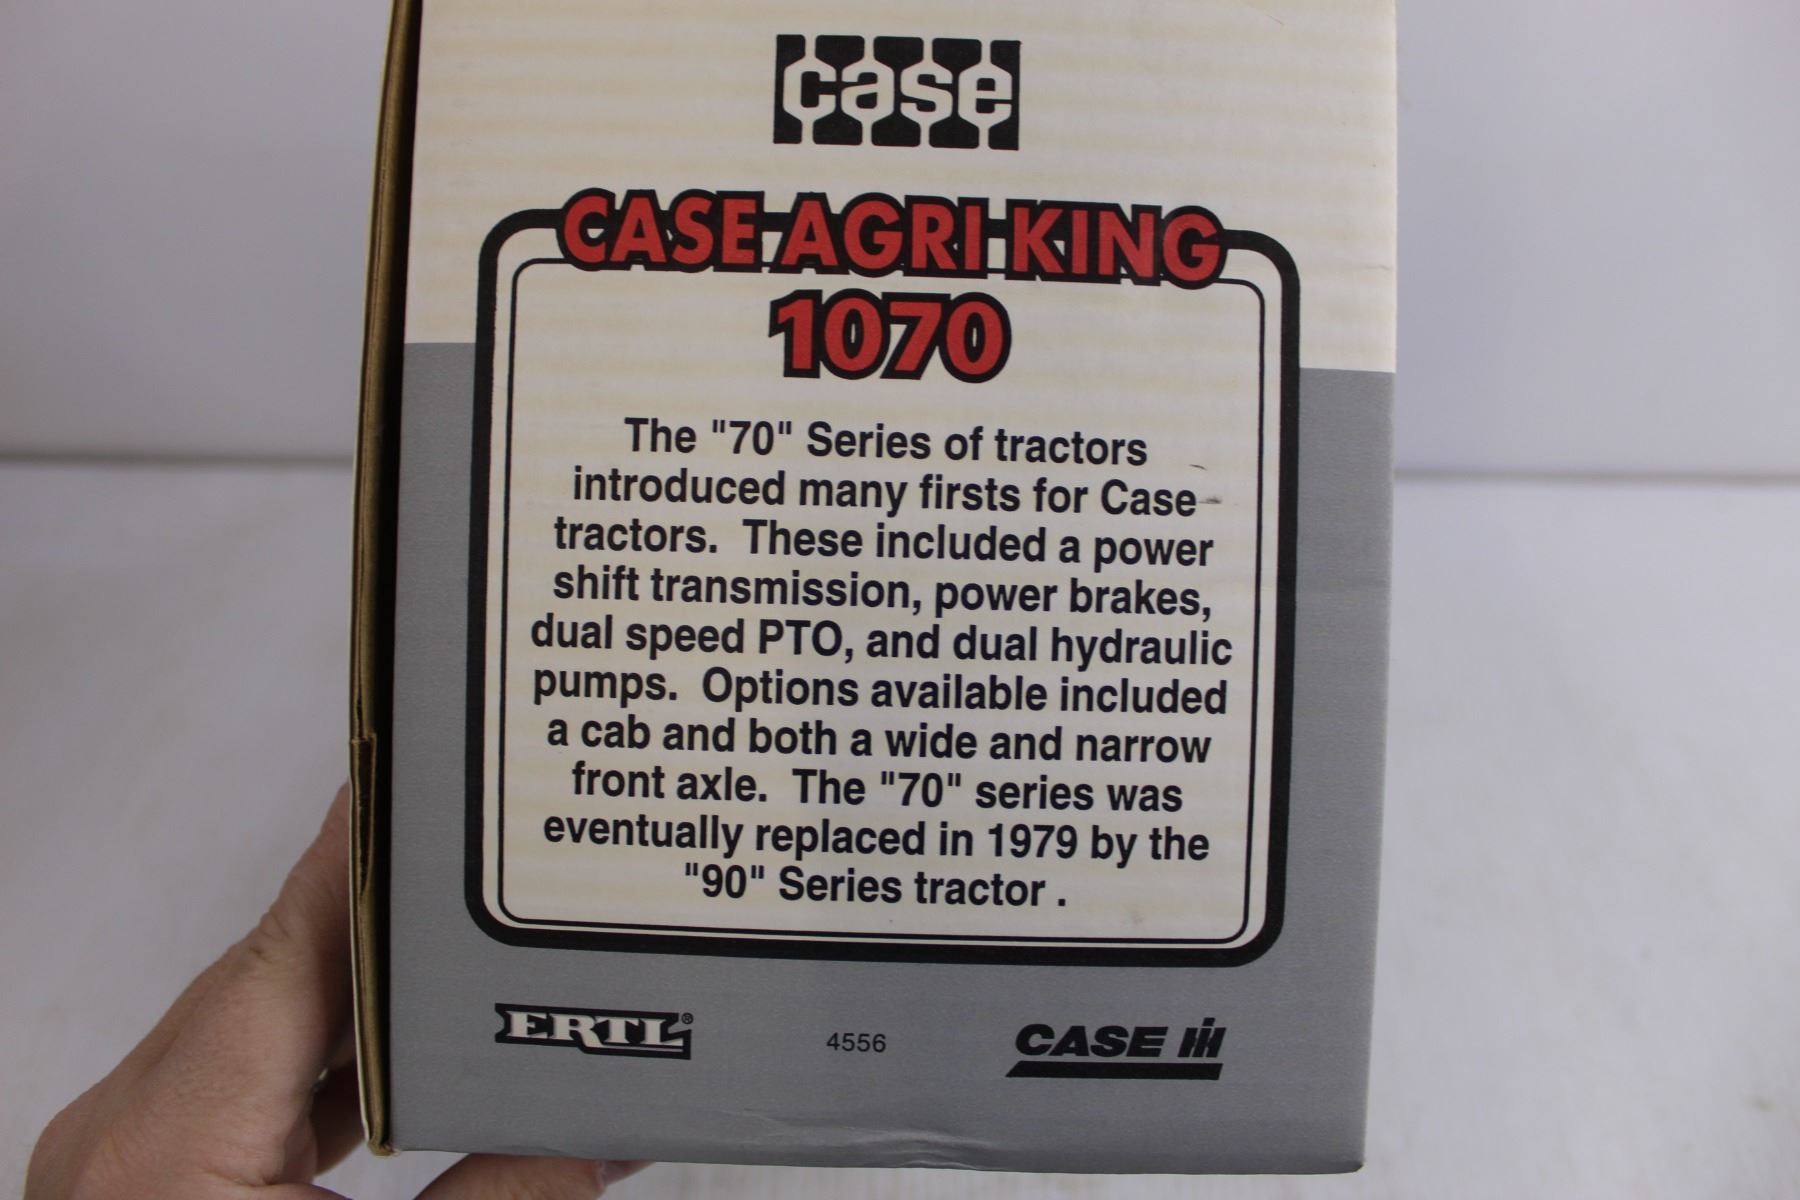 case
CASE AGRI KING
1070
The "70" Series of tractors
introduced many firsts for Case
tractors. These included a power
shift transmission, power brakes,
dual speed PTO, and dual hydraulic
pumps. Options available included
a cab and both a wide and narrow
front axle. The "70" series was
eventually replaced in 1979 by the
"90" Series tractor .
ERTL® 4556 CASE IH